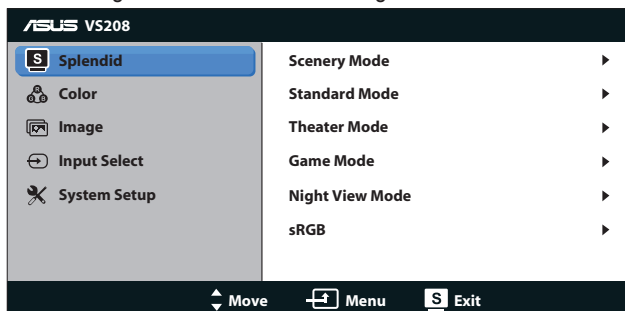 ASUS VS208
S Splendid
Color
Image
Input Select
System Setup
Scenery Mode
Standard Mode
Theater Mode
Game Mode
Night View Mode
sRGB
Move Menu S Exit